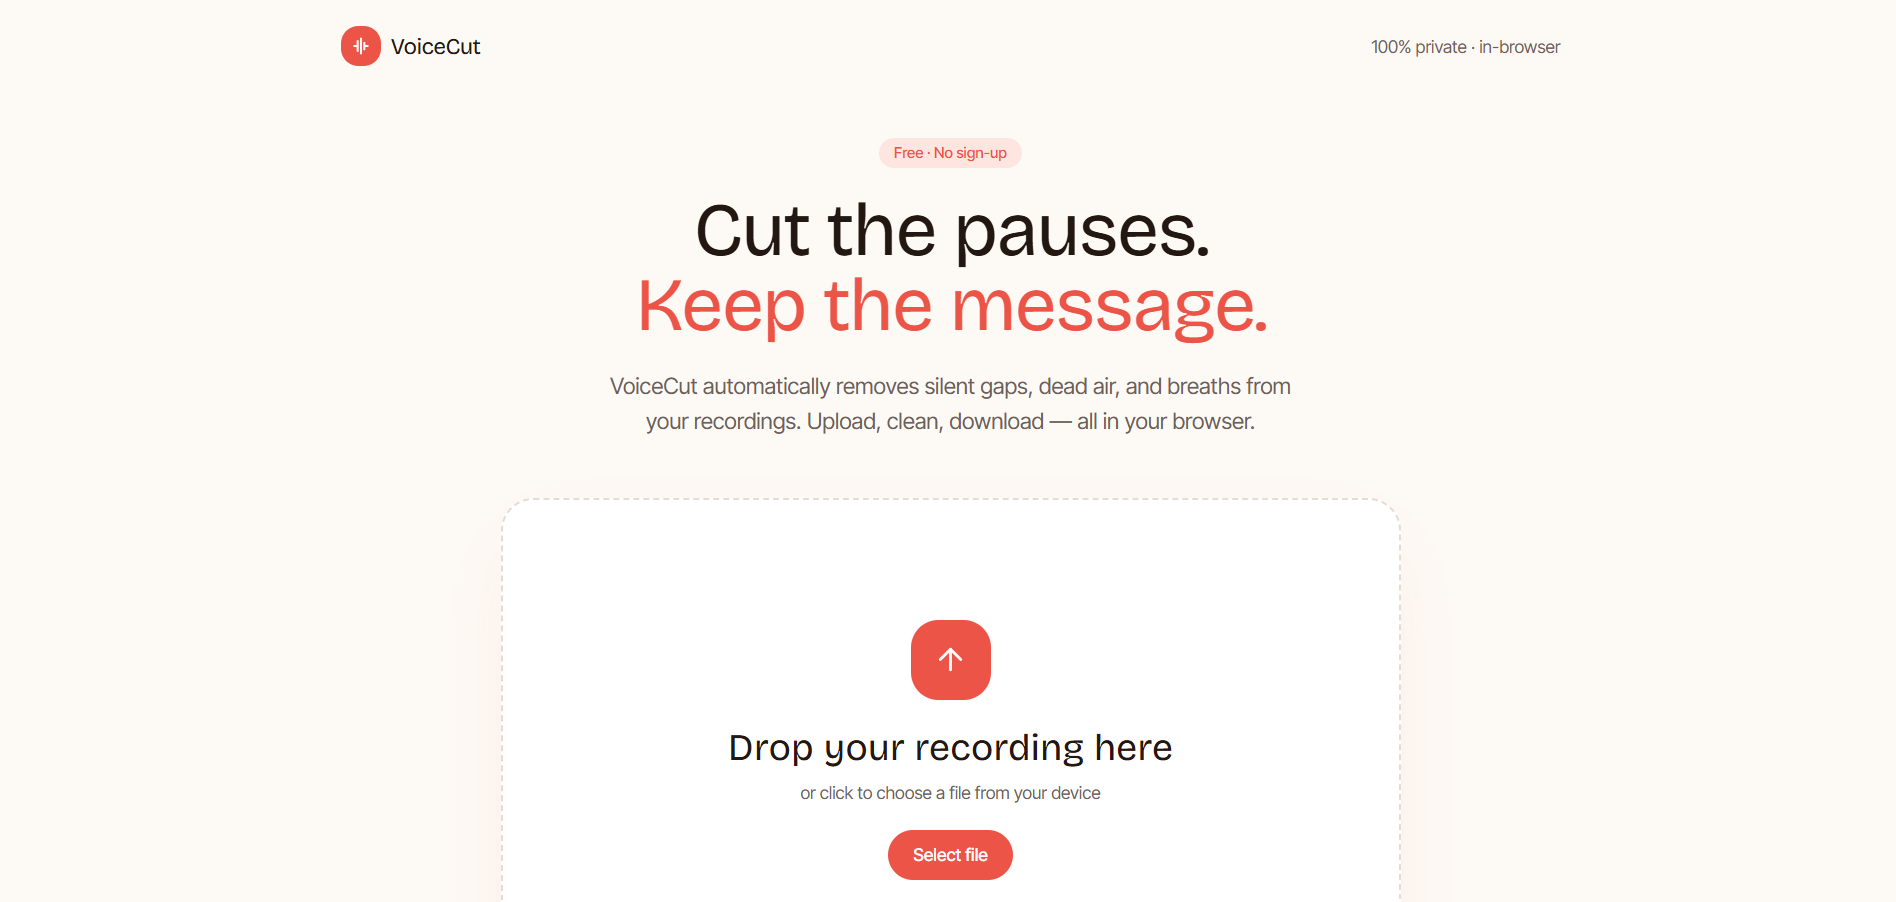 VoiceCut
100% private · in-browser
Free · No sign-up
Cut the pauses.
Keep the message.
VoiceCut automatically removes silent gaps, dead air, and breaths from
your recordings. Upload, clean, download — all in your browser.
Drop your recording here
or click to choose a file from your device
Select file